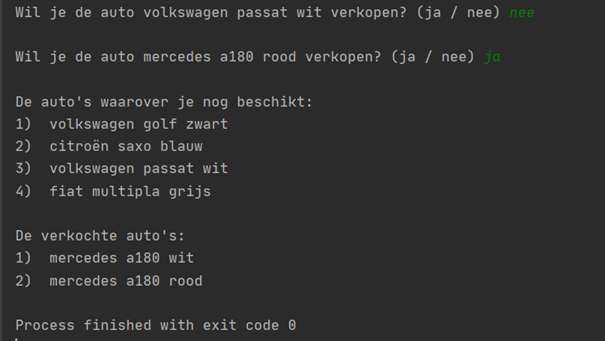 Wil je de auto volkswagen passat wit verkopen? (ja / nee) nee
Wil je de auto mercedes a180 rood verkopen? (ja / nee) ja
De auto's waarover je nog beschikt:
1)  volkswagen golf zwart
2)  citroën saxo blauw
3)  volkswagen passat wit
4)  fiat multipla grijs
De verkochte auto's:
1)  mercedes a180 wit
2)  mercedes a180 rood
Process finished with exit code 0